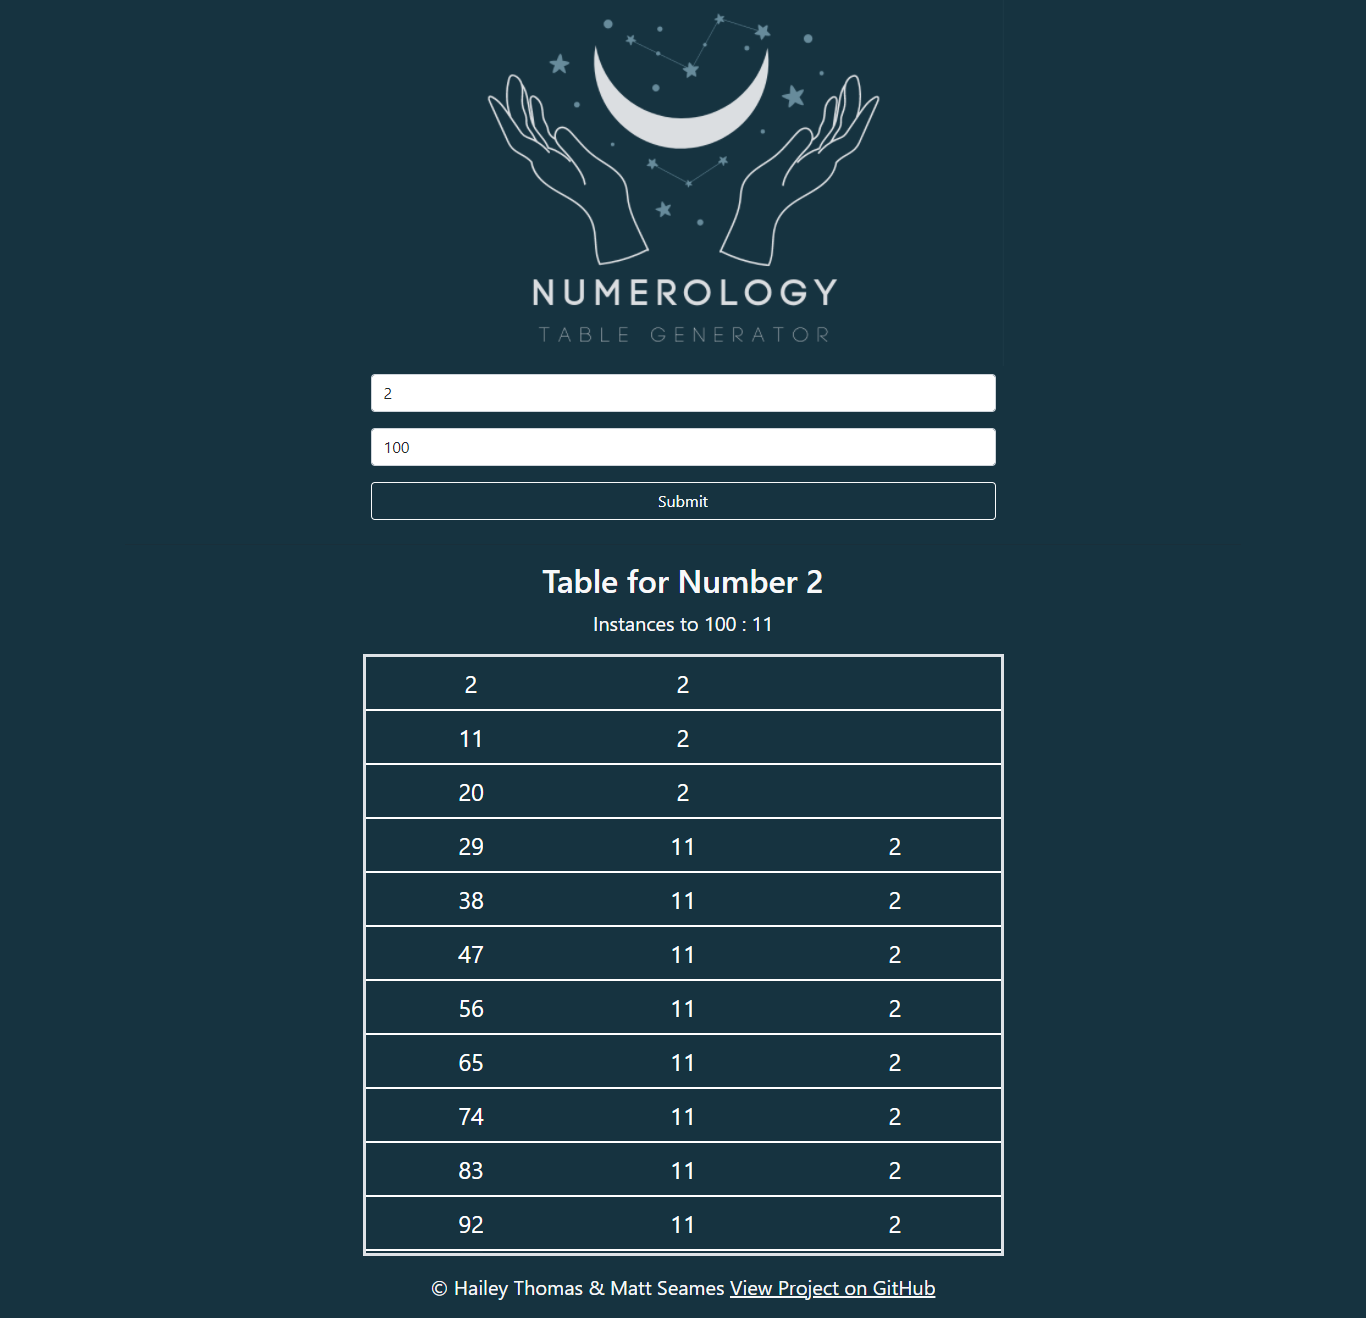 NUMEROLOGY
TABLE GENERATOR
2
100
Submit
Table for Number 2
Instances to 100 : 11
2 2
11 2
20 2
29 11 2
38 11 2
47 11 2
56 11 2
65 11 2
74 11 2
83 11 2
92 11 2
© Hailey Thomas & Matt Seames View Project on GitHub